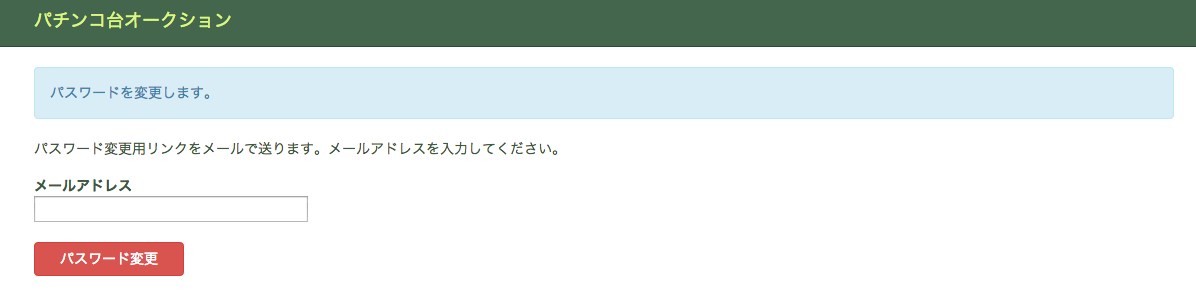 パチンコ台オークション
パスワードを変更します。
パスワード変更用リンクをメールで送ります。メールアドレスを入力してください。
メールアドレス
パスワード変更